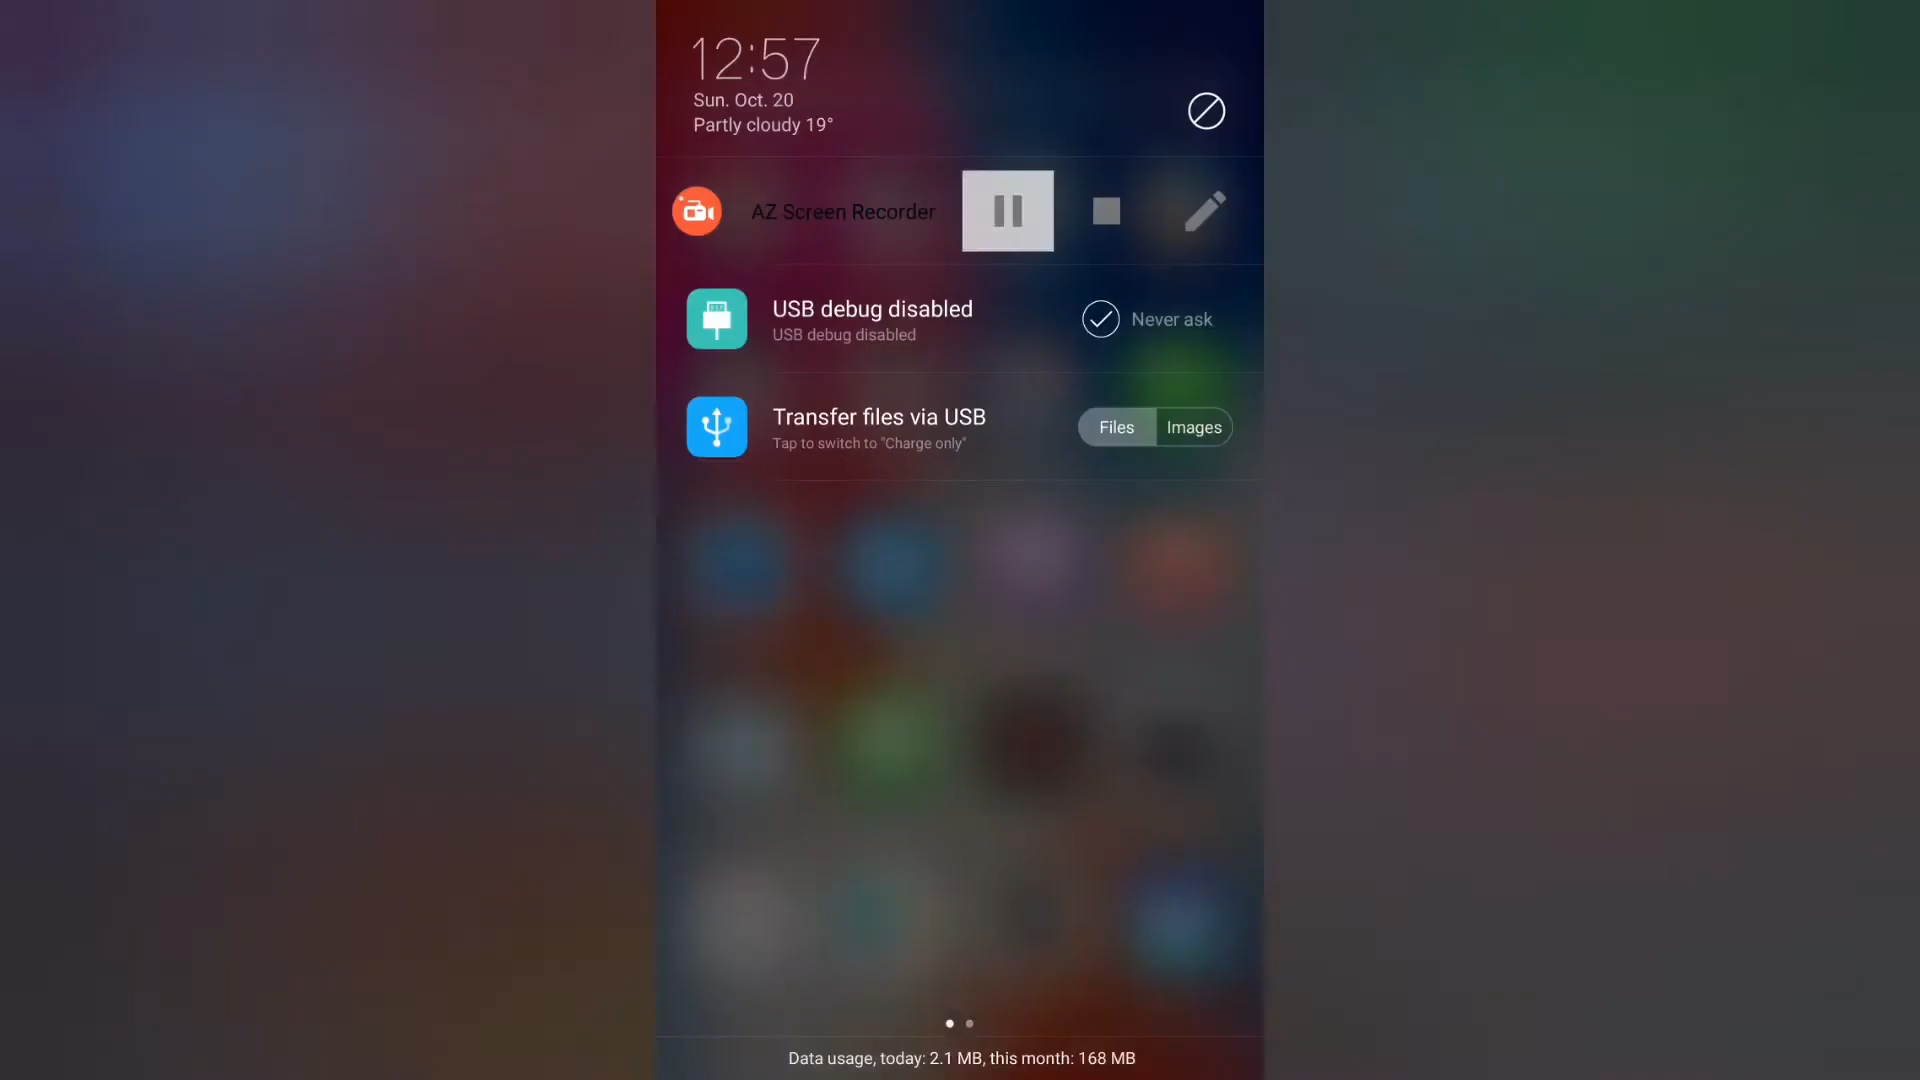 12:57
Sun. Oct. 20
Partly cloudy 19°
AZ Screen Recorder
USB debug disabled
USB debug disabled
Never ask
Transfer files via USB
Tap to switch to "Charge only"
Files
Images
Data usage, today: 2.1 MB, this month: 168 MB